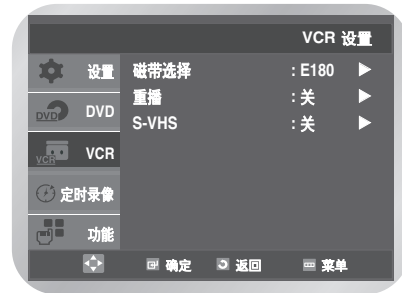 VCR 设置
设置
磁带选择 : E180
重播 : 关
DVD DVD
S-VHS : 关
VCR VCR
定时录像
功能
确定 返回 菜单